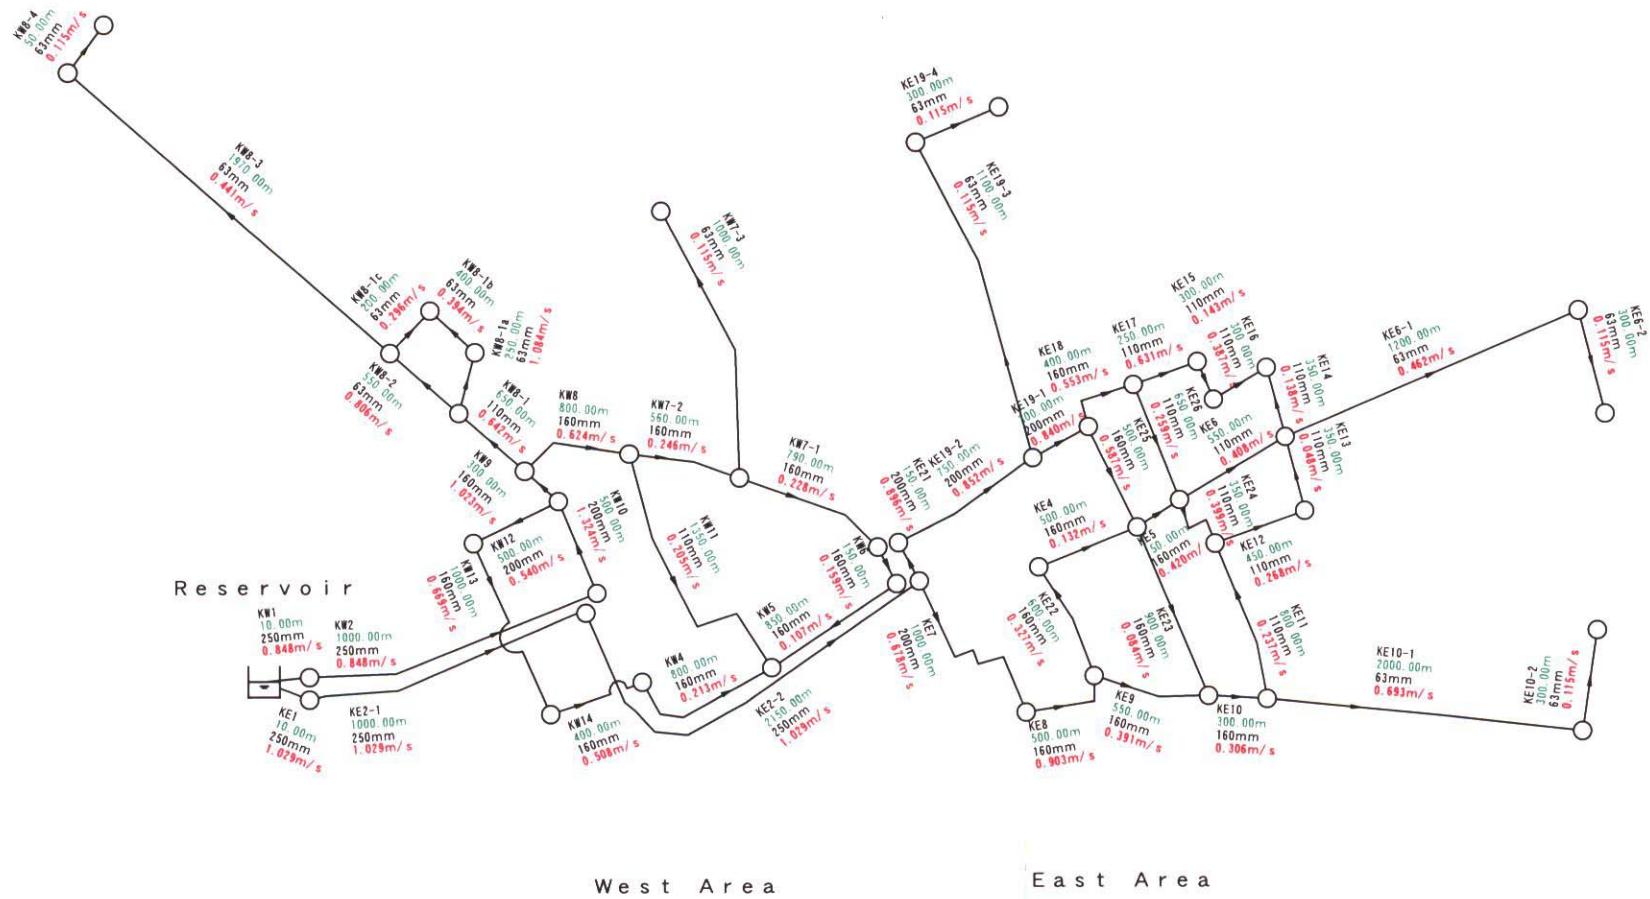 KW8-4
50.00m
63mm
0.115m/s
KW8-3
1970.00m
63mm
0.441m/s
KW8-1c
200.00m
63mm
0.296m/s
KW8-1b
400.00m
63mm
0.394m/s
KW8-1a
250.00m
63mm
1.084m/s
KW8-2
550.00m
63mm
0.806m/s
KW8-1
650.00m
110mm
0.642m/s
KW8
800.00m
160mm
0.624m/s
KW7-3
1000.00m
63mm
0.115m/s
KW7-2
560.00m
160mm
0.246m/s
KW7-1
790.00m
160mm
0.228m/s
KW9
300.00m
160mm
1.023m/s
KW10
500.00m
200mm
1.324m/s
KW12
500.00m
200mm
0.540m/s
KW13
1000.00m
160mm
0.669m/s
KW11
1350.00m
110mm
0.205m/s
KW6
150.00m
160mm
0.159m/s
KW5
850.00m
160mm
0.107m/s
KW4
800.00m
160mm
0.213m/s
KW14
400.00m
160mm
0.508m/s
Reservoir
KW1
10.00m
250mm
0.848m/s
KW2
1000.00m
250mm
0.848m/s
KE1
10.00m
250mm
1.029m/s
KE2-1
1000.00m
250mm
1.029m/s
KE2-2
2150.00m
250mm
1.029m/s
KE19-4
300.00m
63mm
0.115m/s
KE19-3
1100.00m
63mm
0.115m/s
KE19-1
200mm
0.840m/s
KE19-2
750.00m
200mm
0.852m/s
KE21
150.00m
200mm
0.896m/s
KE18
400.00m
160mm
0.553m/s
KE17
250.00m
110mm
0.631m/s
KE15
300.00m
110mm
0.143m/s
KE16
300.00m
110mm
0.387m/s
KE14
350.00m
110mm
0.138m/s
KE13
350.00m
110mm
0.048m/s
KE6-1
1200.00m
63mm
0.462m/s
KE6-2
300.00m
63mm
0.115m/s
KE26
650.00m
110mm
0.259m/s
KE6
550.00m
110mm
0.408m/s
KE25
500.00m
160mm
0.587m/s
KE24
350.00m
110mm
0.399m/s
KE12
450.00m
110mm
0.268m/s
KE4
500.00m
160mm
0.132m/s
KE5
160mm
KE22
600.00m
160mm
0.327m/s
KE23
900.00m
160mm
0.084m/s
KE11
800.00m
110mm
0.237m/s
KE7
1000.00m
200mm
0.678m/s
KE8
500.00m
160mm
0.903m/s
KE9
550.00m
160mm
0.391m/s
KE10
300.00m
160mm
0.306m/s
KE10-1
2000.00m
63mm
0.693m/s
KE10-2
300.00m
63mm
0.115m/s
West Area
East Area